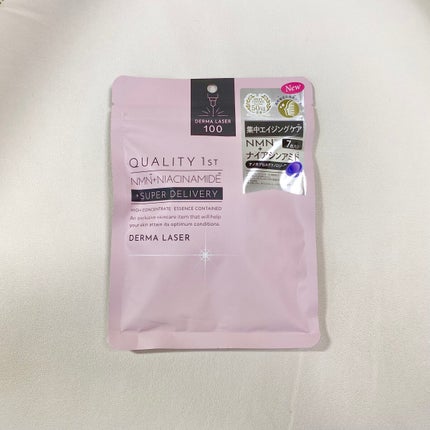 DERMA LASER
100
New
50
集中エイジングケア
NMN
+
ナイアシンアミド
QUALITY 1ST
NMN+NIACINAMIDE
+SUPER DELIVERY
HIGH CONCENTRATE ESSENCE CONTAINED
An exclusive skincare item that will help
your skin attain its optimum conditions.
DERMA LASER